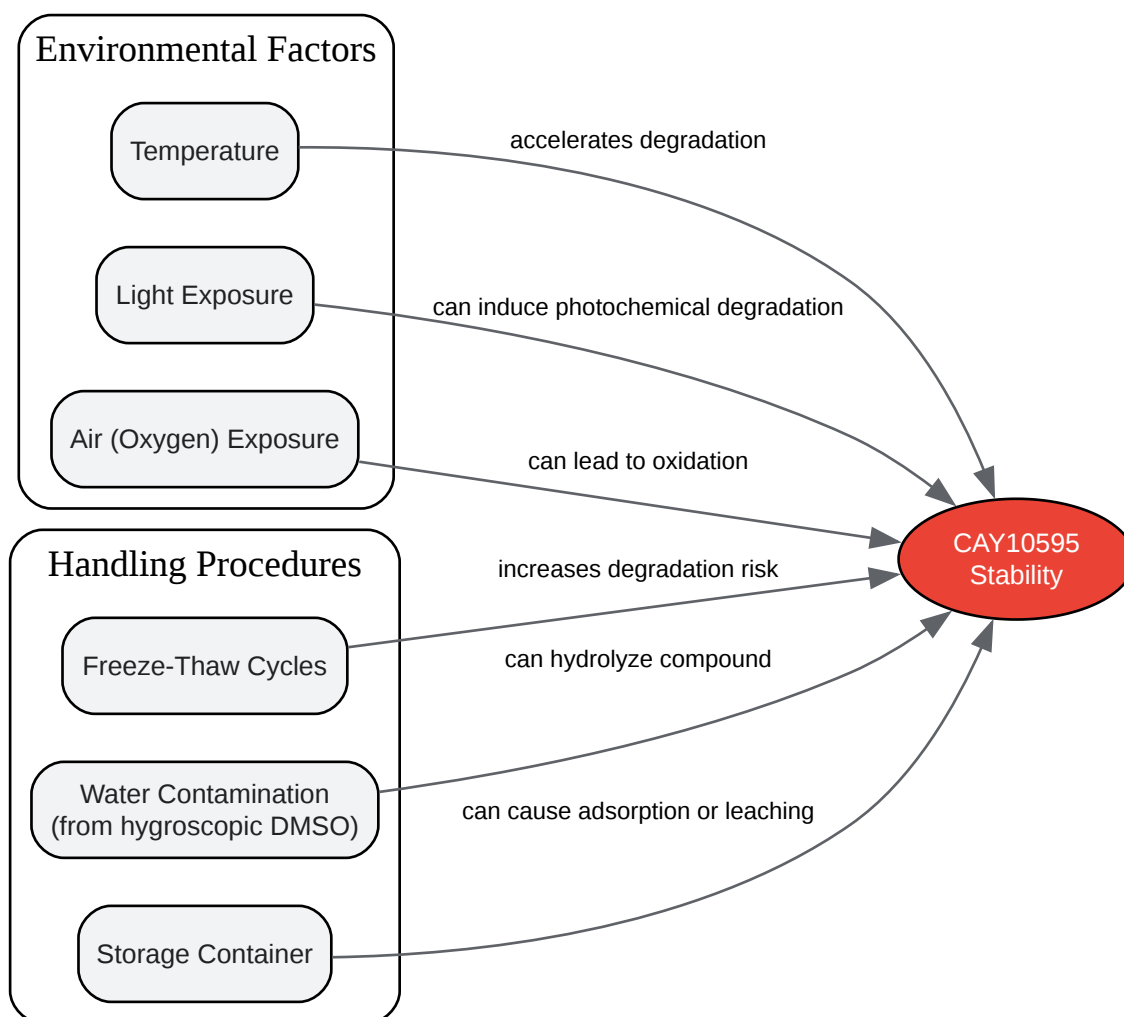 Environmental Factors
Temperature
accelerates degradation
Light Exposure
can induce photochemical degradation
Air (Oxygen) Exposure
can lead to oxidation
CAY10595
Stability
Handling Procedures
increases degradation risk
Freeze-Thaw Cycles
can hydrolyze compound
Water Contamination
(from hygroscopic DMSO)
can cause adsorption or leaching
Storage Container